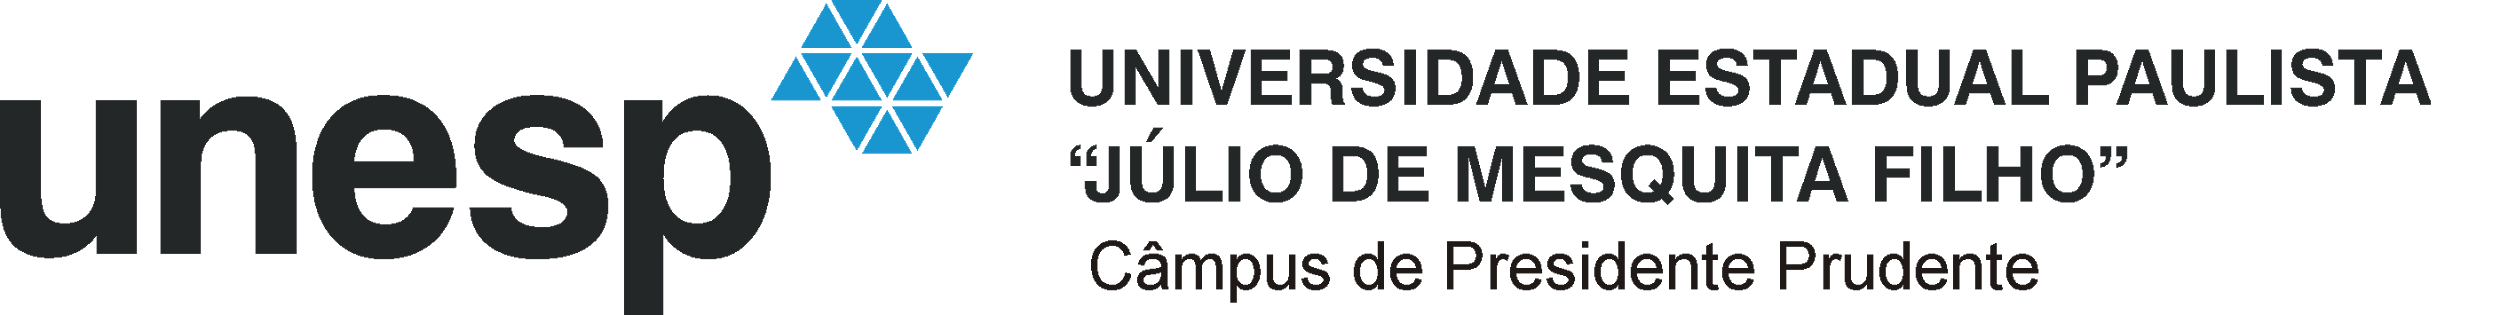 unesp
UNIVERSIDADE ESTADUAL PAULISTA
“JÚLIO DE MESQUITA FILHO”
Câmpus de Presidente Prudente